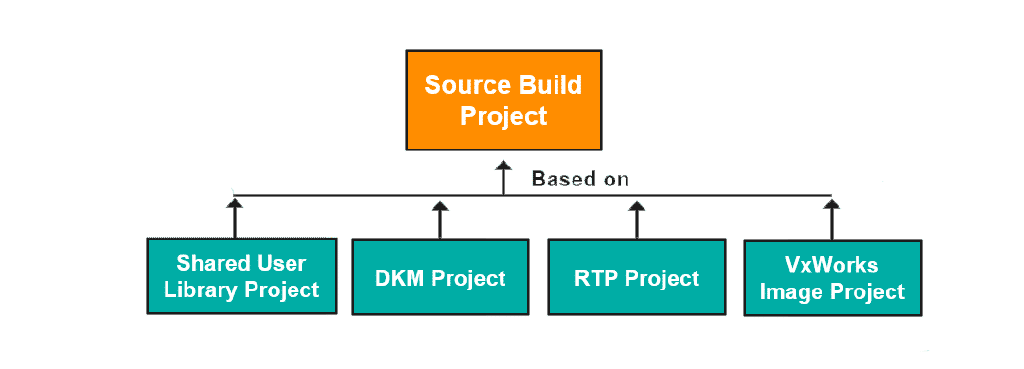 Source Build
Project
Based on
Shared User
Library Project
DKM Project
RTP Project
VxWorks
Image Project